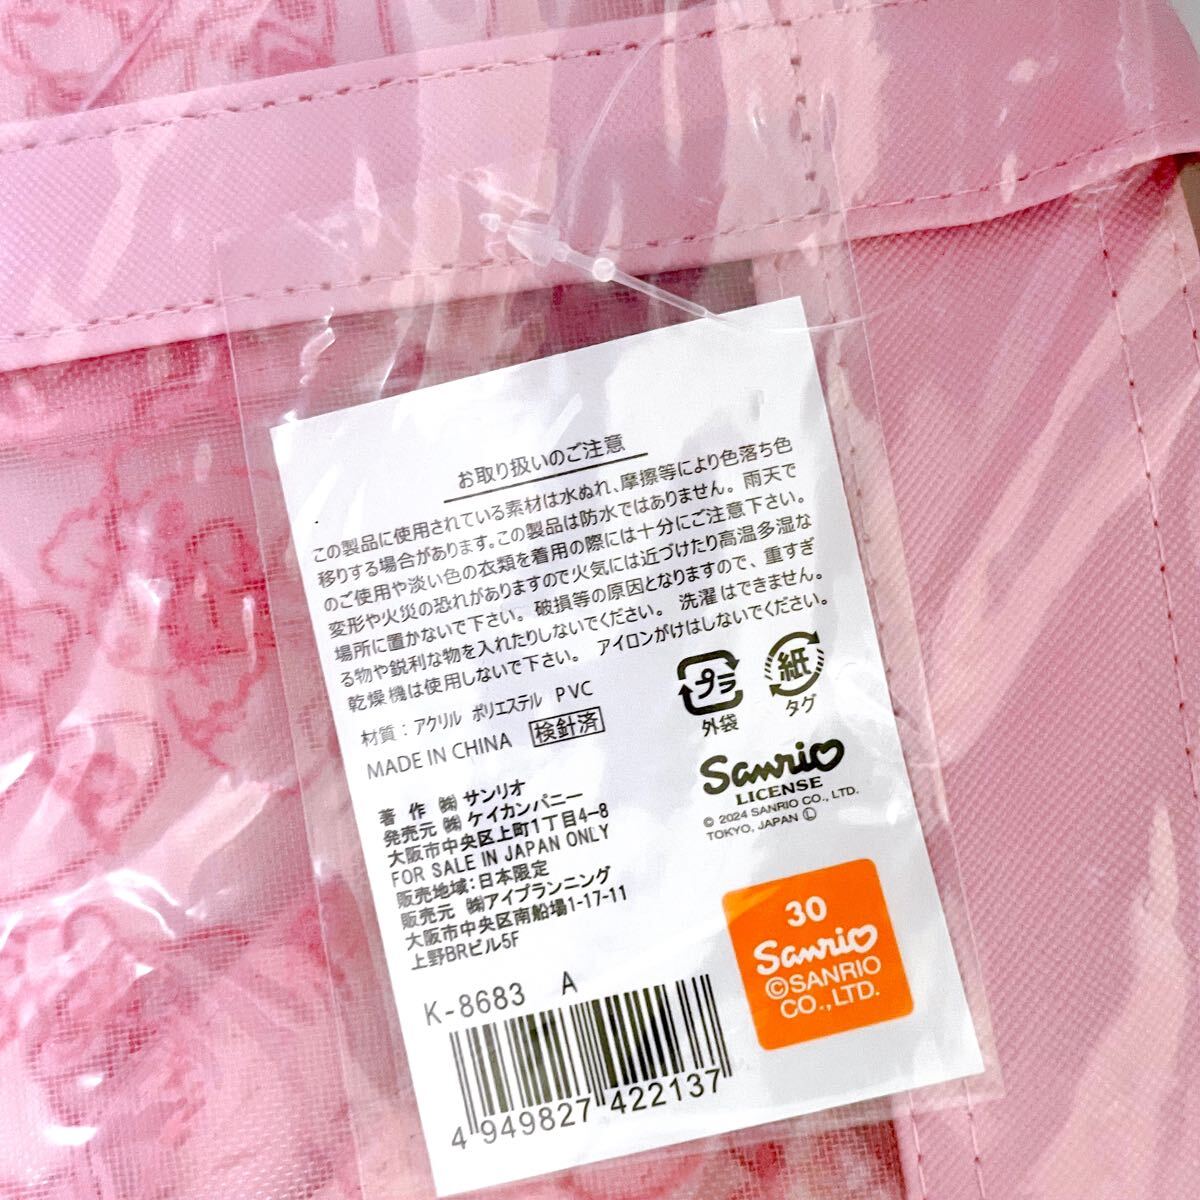 お取り扱いのご注意
この製品に使用されている素材は水ぬれ、摩擦等により色落ち色
移りする場合があります。この製品は防水ではありません。雨天で
のご使用や淡い色の衣類を着用の際には十分にご注意下さい。
変形や火災の恐れがありますので火気には近づけたり高温多湿な
場所に置かないで下さい。破損等の原因となりますので、重すぎ
る物や鋭利な物を入れたりしないでください。洗濯はできません。
乾燥機は使用しないで下さい。 アイロンがけはしないでください。
材質：アクリル ポリエステル PVC
MADE IN CHINA 検針済
プラ
外袋
紙
タグ
著 作 ㈱ サンリオ
発売元 ㈱ ケイカンパニー
大阪市中央区上町1丁目4-8
FOR SALE IN JAPAN ONLY
販売地域：日本限定
販売元 ㈱アイプランニング
大阪市中央区南船場1-17-11
上野BRビル5F
Sanrio
LICENSE
© 2024 SANRIO CO., LTD.
TOKYO, JAPAN Ⓛ
30
Sanrio
©SANRIO
CO.,LTD.
K-8683 A
4 949827 422137